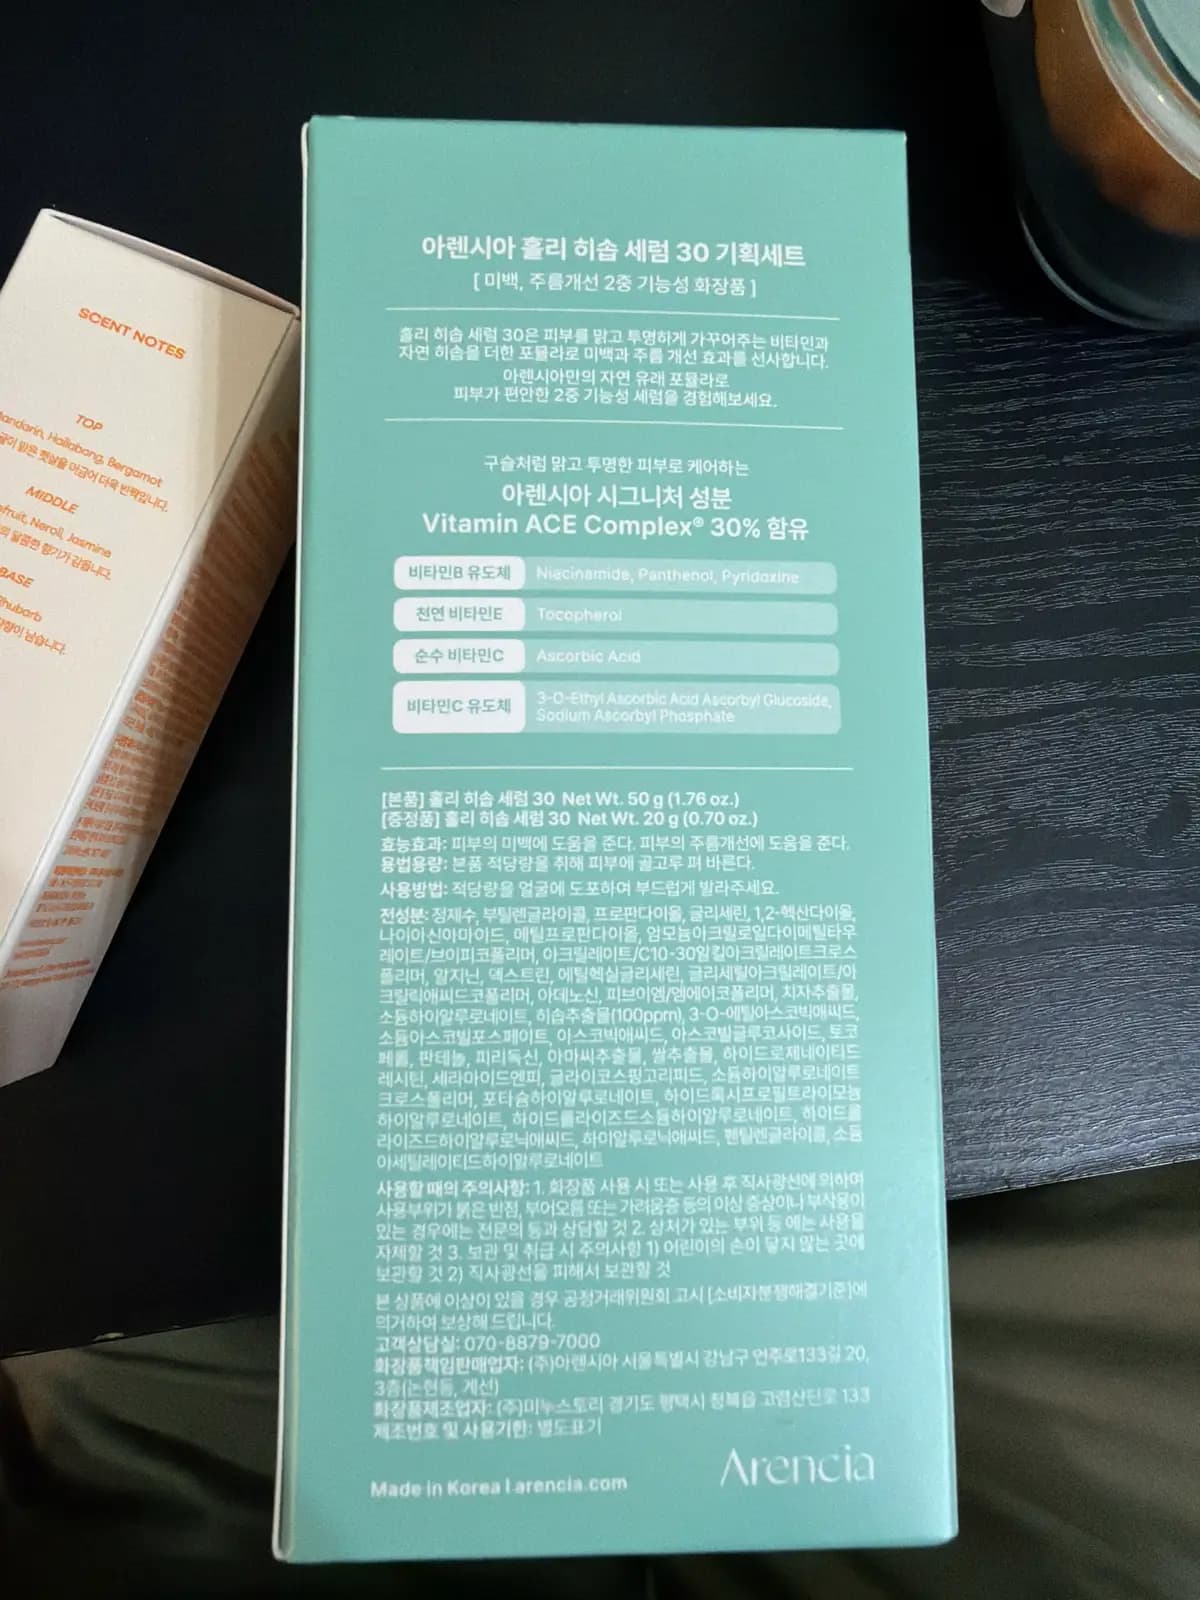 SCENT NOTES
TOP
Mandarin, Hallabong, Bergamot
MIDDLE
Neroli, Jasmine
BASE
Rhubarb
아렌시아 홀리 히솝 세럼 30 기획세트
[ 미백, 주름개선 2중 기능성 화장품 ]
홀리 히솝 세럼 30은 피부를 맑고 투명하게 가꾸어주는 비타민과
자연 히솝을 더한 포뮬라로 미백과 주름 개선 효과를 선사합니다.
아렌시아만의 자연 유래 포뮬라로
피부가 편안한 2중 기능성 세럼을 경험해보세요.
구슬처럼 맑고 투명한 피부로 케어하는
아렌시아 시그니처 성분
Vitamin ACE Complex® 30% 함유
비타민B 유도체 Niacinamide, Panthenol, Pyridoxine
천연 비타민E Tocopherol
순수 비타민C Ascorbic Acid
비타민C 유도체 3-O-Ethyl Ascorbic Acid Ascorbyl Glucoside,
Sodium Ascorbyl Phosphate
[본품] 홀리 히솝 세럼 30 Net Wt. 50 g (1.76 oz.)
[증정품] 홀리 히솝 세럼 30 Net Wt. 20 g (0.70 oz.)
효능효과: 피부의 미백에 도움을 준다. 피부의 주름개선에 도움을 준다.
용법용량: 본품 적당량을 취해 피부에 골고루 펴 바른다.
사용방법: 적당량을 얼굴에 도포하여 부드럽게 발라주세요.
전성분: 정제수, 부틸렌글라이콜, 프로판다이올, 글리세린, 1,2-헥산다이올,
나이아신아마이드, 에틸프로판다이올, 암모늄아크릴로일다이메틸타우
레이트/브이피코폴리머, 아크릴레이트/C10-30알킬아크릴레이트크로스
폴리머, 알지닌, 덱스트린, 에틸헥실글리세린, 글리세릴아크릴레이트/아
크릴릭애씨드코폴리머, 아데노신, 피브이엠/엠에이코폴리머, 치자추출물,
소듐하이알루로네이트, 히솝추출물(100ppm), 3-O-에틸아스코빅애씨드,
소듐아스코빌포스페이트, 아스코빅애씨드, 아스코빌글루코사이드, 토코
페롤, 판테놀, 피리독신, 아마씨추출물, 쌀추출물, 하이드로제네이티드
레시틴, 세라마이드엔피, 글라이코스핑고리피드, 소듐하이알루로네이트
크로스폴리머, 포타슘하이알루로네이트, 하이드록시프로필트라이모늄
하이알루로네이트, 하이드롤라이즈드소듐하이알루로네이트, 하이드롤
라이즈드하이알루로닉애씨드, 하이알루로닉애씨드, 펜틸렌글라이콜, 소듐
아세틸레이티드하이알루로네이트
사용할 때의 주의사항: 1. 화장품 사용 시 또는 사용 후 직사광선에 의하여
사용부위가 붉은 반점, 부어오름 또는 가려움증 등의 이상 증상이나 부작용이
있는 경우에는 전문의 등과 상담할 것 2. 상처가 있는 부위 등 에는 사용을
자제할 것 3. 보관 및 취급 시 주의사항 1) 어린이의 손이 닿지 않는 곳에
보관할 것 2) 직사광선을 피해서 보관할 것
본 상품에 이상이 있을 경우 공정거래위원회 고시 [소비자분쟁해결기준]에
의거하여 보상해 드립니다.
고객상담실: 070-8879-7000
화장품책임판매업자: (주)아렌시아 서울특별시 강남구 언주로133길 20,
3층(논현동, 계선)
화장품제조업자: (주)미누스토리 경기도 평택시 청북읍 고렴산단로 133
제조번호 및 사용기한: 별도표기
Made in Korea | arencia.com
Arencia